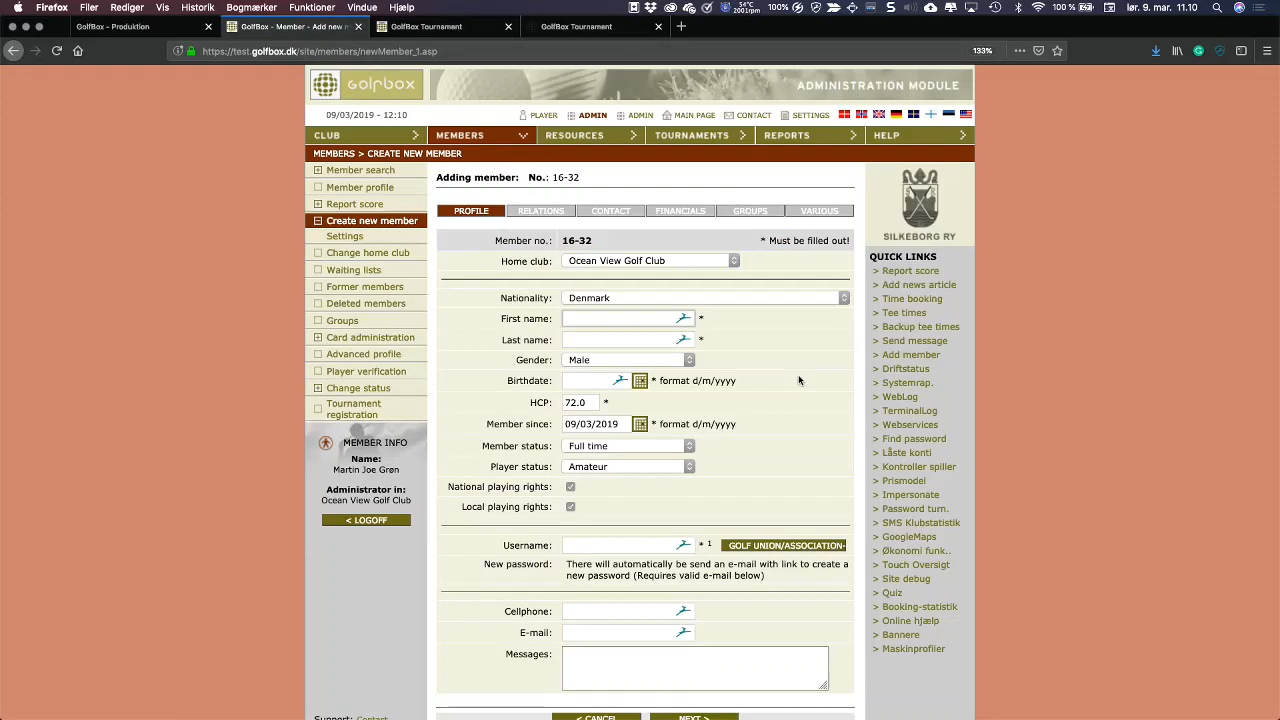 Firefox Arkiv Rediger Vis Historik Bogmærker Værktøjer Vindue Hjælp
100% lør. 9. mar. 12.10
GolfBox - Produktion
GolfBox - Member - Add new
GolfBox Tournament
GolfBox Tournament
https://test.golfbox.dk/site/members/newMember_1.asp
133%
GOLFBOX
ADMINISTRATION MODULE
09/03/2019 - 12:10
PLAYER ADMIN ADMIN MAIN PAGE CONTACT SETTINGS
CLUB MEMBERS RESOURCES TOURNAMENTS REPORTS HELP
MEMBERS > CREATE NEW MEMBER
Member search
Member profile
Report score
Create new member
Settings
Change home club
Waiting lists
Former members
Deleted members
Groups
Card administration
Advanced profile
Player verification
Change status
Tournament
registration
MEMBER INFO
Name:
Martin Joe Grøn
Administrator in:
Ocean View Golf Club
< LOGOFF
Support: Contact
Adding member: No.: 16-32
PROFILE RELATIONS CONTACT FINANCIALS GROUPS VARIOUS
Member no.: 16-32 * Must be filled out!
Home club: Ocean View Golf Club
Nationality: Denmark
First name: *
Last name: *
Gender: Male
Birthdate: * format d/m/yyyy
HCP: 72.0 *
Member since: 09/03/2019 * format d/m/yyyy
Member status: Full time
Player status: Amateur
National playing rights:
Local playing rights:
Username: * 1 GOLF UNION/ASSOCIATION-
New password: There will automatically be send an e-mail with link to create a
new password (Requires valid e-mail below)
Cellphone:
E-mail:
Messages:
< CANCEL NEXT >
SILKEBORG RY
QUICK LINKS
> Report score
> Add news article
> Time booking
> Tee times
> Backup tee times
> Send message
> Add member
> Driftstatus
> Systemrap.
> WebLog
> TerminalLog
> Webservices
> Find password
> Låste konti
> Kontroller spiller
> Prismodel
> Impersonate
> Password turn.
> SMS Klubstatistik
> GoogleMaps
> Økonomi funk..
> Touch Oversigt
> Site debug
> Quiz
> Booking-statistik
> Online hjælp
> Bannere
> Maskinprofiler